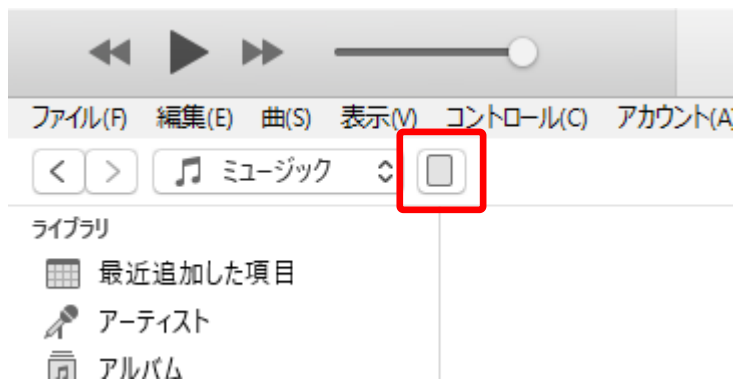 ファイル(F) 編集(E) 曲(S) 表示(V) コントロール(C) アカウント(A)
ミュージック
ライブラリ
最近追加した項目
アーティスト
アルバム